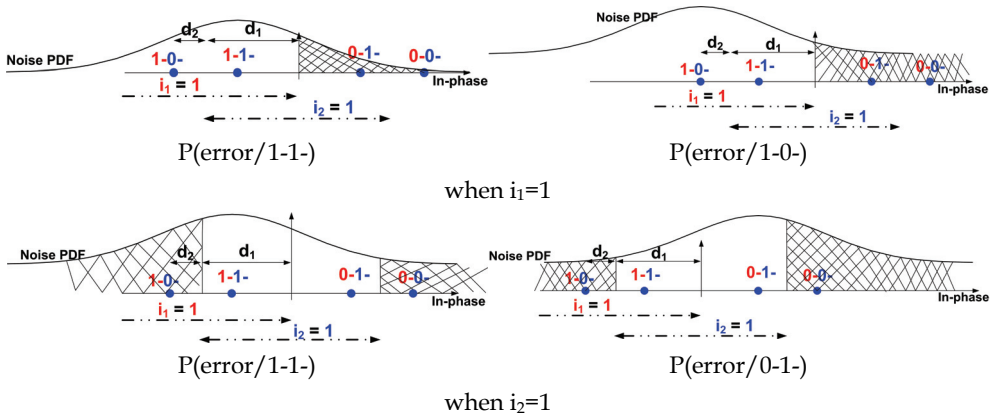 d₂ d₁
Noise PDF
1-0- 1-1- 0-1- 0-0-
In-phase
i₁ = 1
i₂ = 1
P(error/1-1-)
Noise PDF
d₂ d₁
1-0- 1-1- 0-1- 0-0-
In-phase
i₁ = 1
i₂ = 1
P(error/1-0-)
when i₁=1
Noise PDF
d₂ d₁
1-0- 1-1- 0-1- 0-0-
In-phase
i₁ = 1
i₂ = 1
P(error/1-1-)
Noise PDF
d₂ d₁
1-0- 1-1- 0-1- 0-0-
In-phase
i₁ = 1
i₂ = 1
P(error/0-1-)
when i₂=1